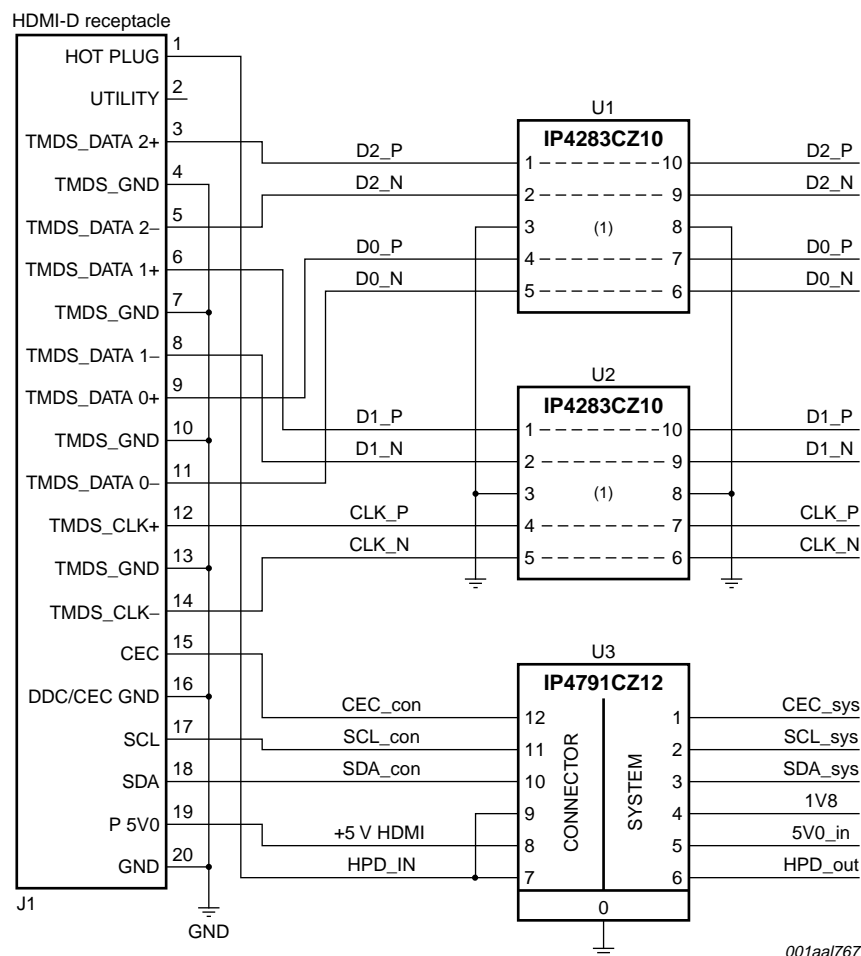 HDMI-D receptacle
HOT PLUG 1
UTILITY 2
TMDS_DATA 2+ 3
TMDS_GND 4
TMDS_DATA 2− 5
TMDS_DATA 1+ 6
TMDS_GND 7
TMDS_DATA 1− 8
TMDS_DATA 0+ 9
TMDS_GND 10
TMDS_DATA 0− 11
TMDS_CLK+ 12
TMDS_GND 13
TMDS_CLK− 14
CEC 15
DDC/CEC GND 16
SCL 17
SDA 18
P 5V0 19
GND 20
J1
GND
U1
IP4283CZ10
D2_P 1 10 D2_P
D2_N 2 9 D2_N
3 (1) 8
D0_P 4 7 D0_P
D0_N 5 6 D0_N
U2
IP4283CZ10
D1_P 1 10 D1_P
D1_N 2 9 D1_N
3 (1) 8
CLK_P 4 7 CLK_P
CLK_N 5 6 CLK_N
U3
IP4791CZ12
CONNECTOR
SYSTEM
CEC_con 12 1 CEC_sys
SCL_con 11 2 SCL_sys
SDA_con 10 3 SDA_sys
9 4 1V8
+5 V HDMI 8 5 5V0_in
HPD_IN 7 6 HPD_out
0
001aal767